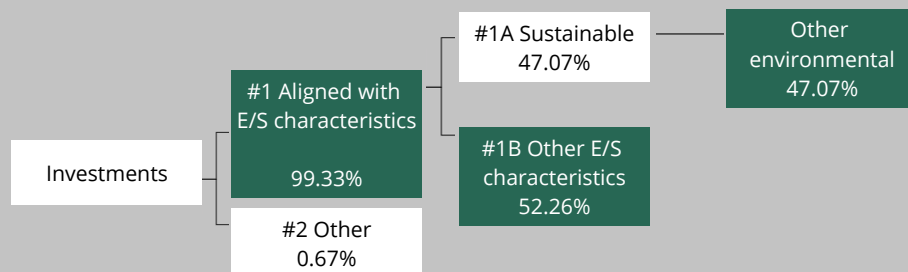 Investments
#1 Aligned with
E/S characteristics
99.33%
#2 Other
0.67%
#1A Sustainable
47.07%
#1B Other E/S
characteristics
52.26%
Other
environmental
47.07%